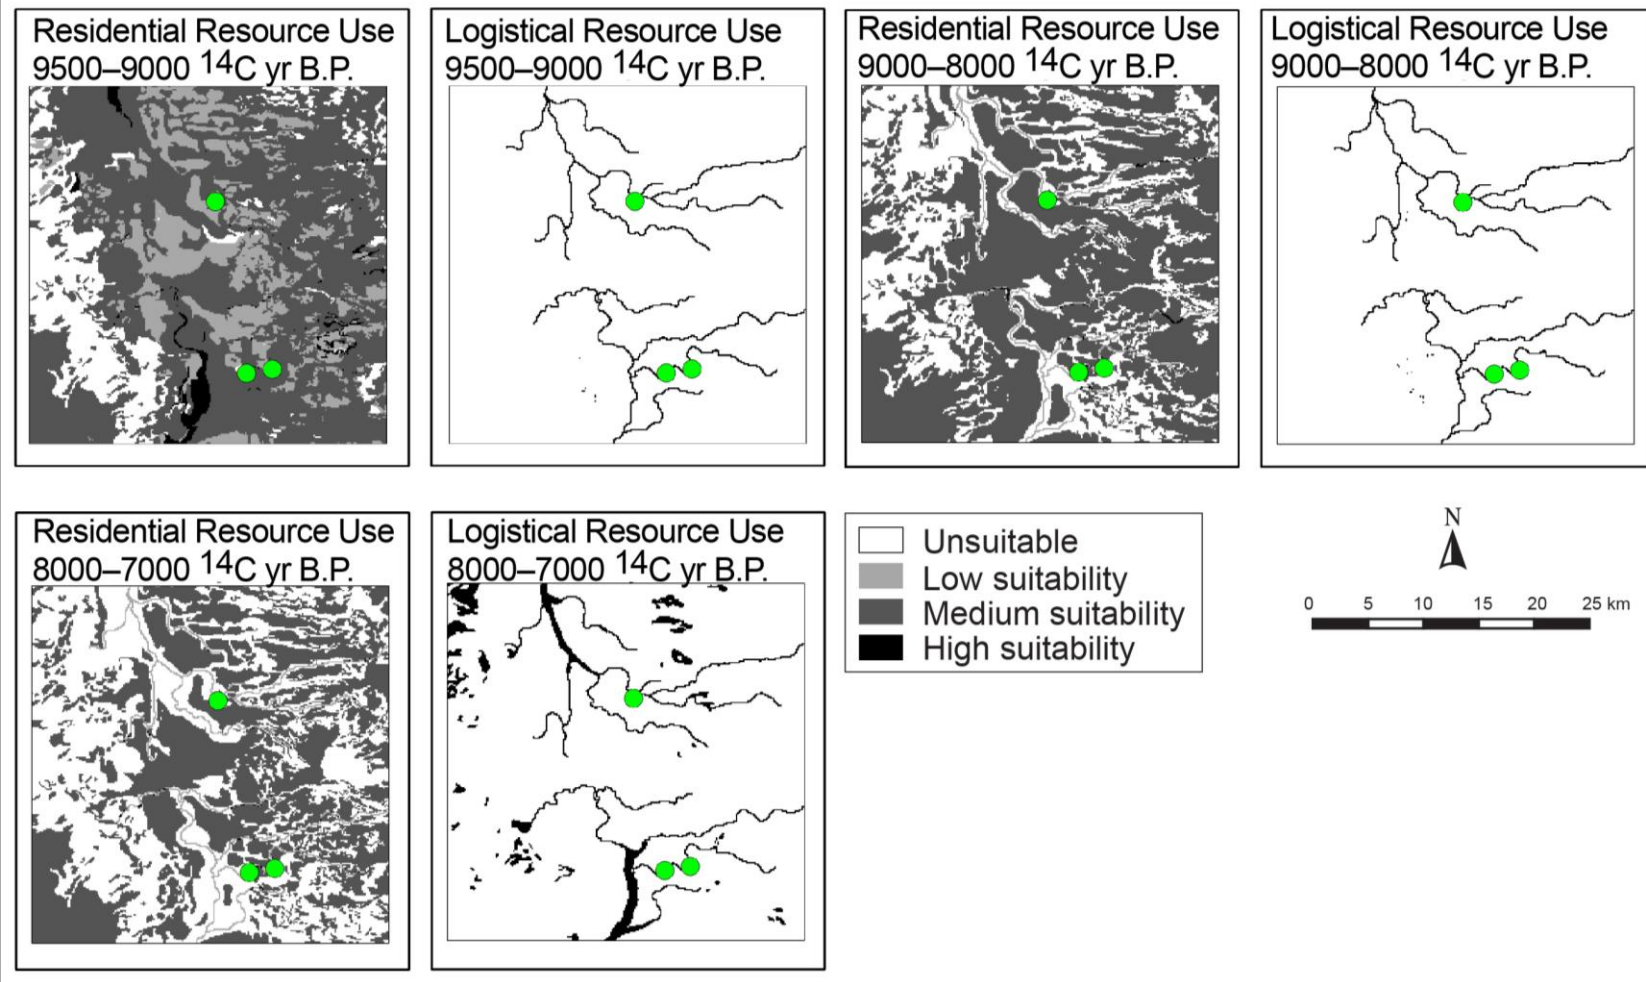 Residential Resource Use
9500–9000 14C yr B.P.
Logistical Resource Use
9500–9000 14C yr B.P.
Residential Resource Use
9000–8000 14C yr B.P.
Logistical Resource Use
9000–8000 14C yr B.P.
Residential Resource Use
8000–7000 14C yr B.P.
Logistical Resource Use
8000–7000 14C yr B.P.
Unsuitable
Low suitability
Medium suitability
High suitability
N
0 5 10 15 20 25 km